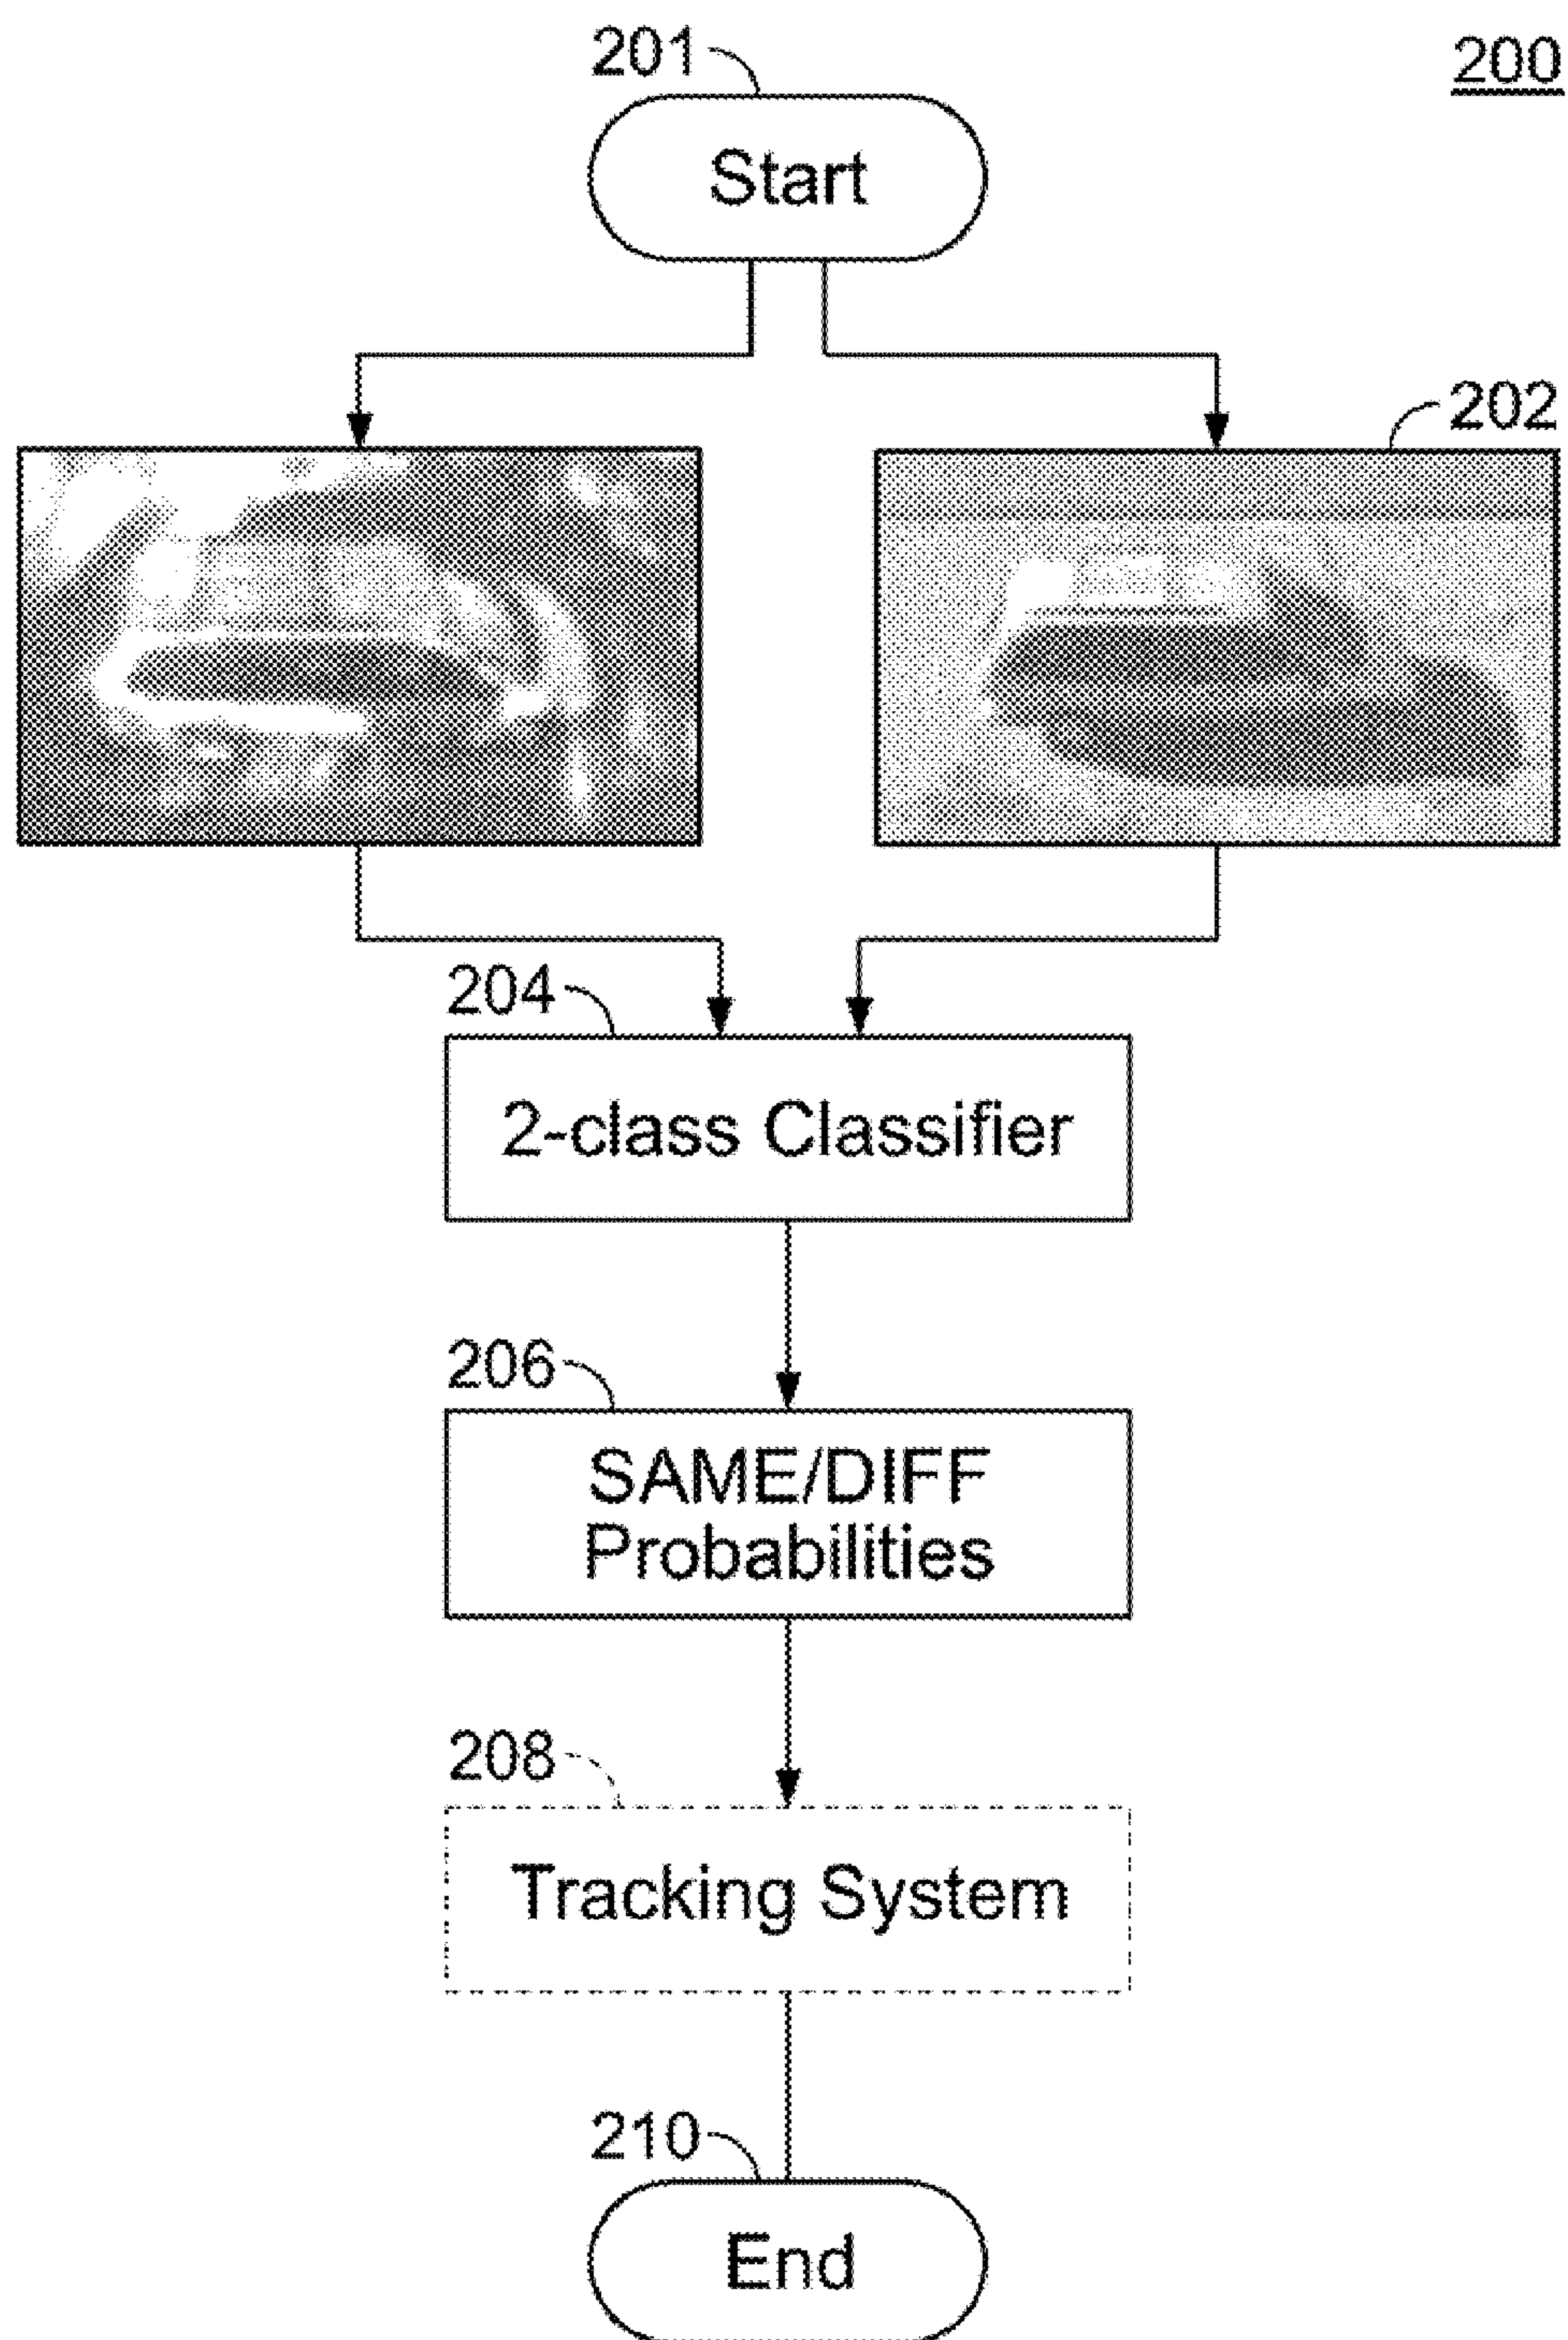 201
200
Start
202
204
2-class Classifier
206
SAME/DIFF
Probabilities
208
Tracking System
210
End